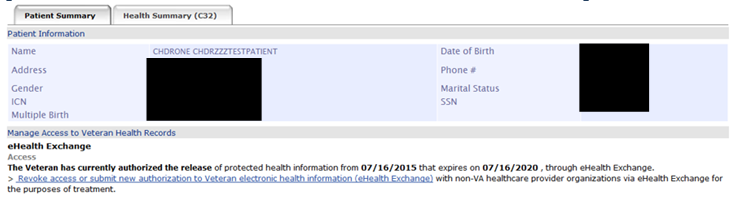 Patient Summary Health Summary (C32)
Patient Information
Name CHDRONE CHDRZZZTESTPATIENT Date of Birth
Address Phone #
Gender Marital Status
ICN SSN
Multiple Birth
Manage Access to Veteran Health Records
eHealth Exchange
Access
The Veteran has currently authorized the release of protected health information from 07/16/2015 that expires on 07/16/2020 , through eHealth Exchange.
> Revoke access or submit new authorization to Veteran electronic health information (eHealth Exchange) with non-VA healthcare provider organizations via eHealth Exchange for
the purposes of treatment.